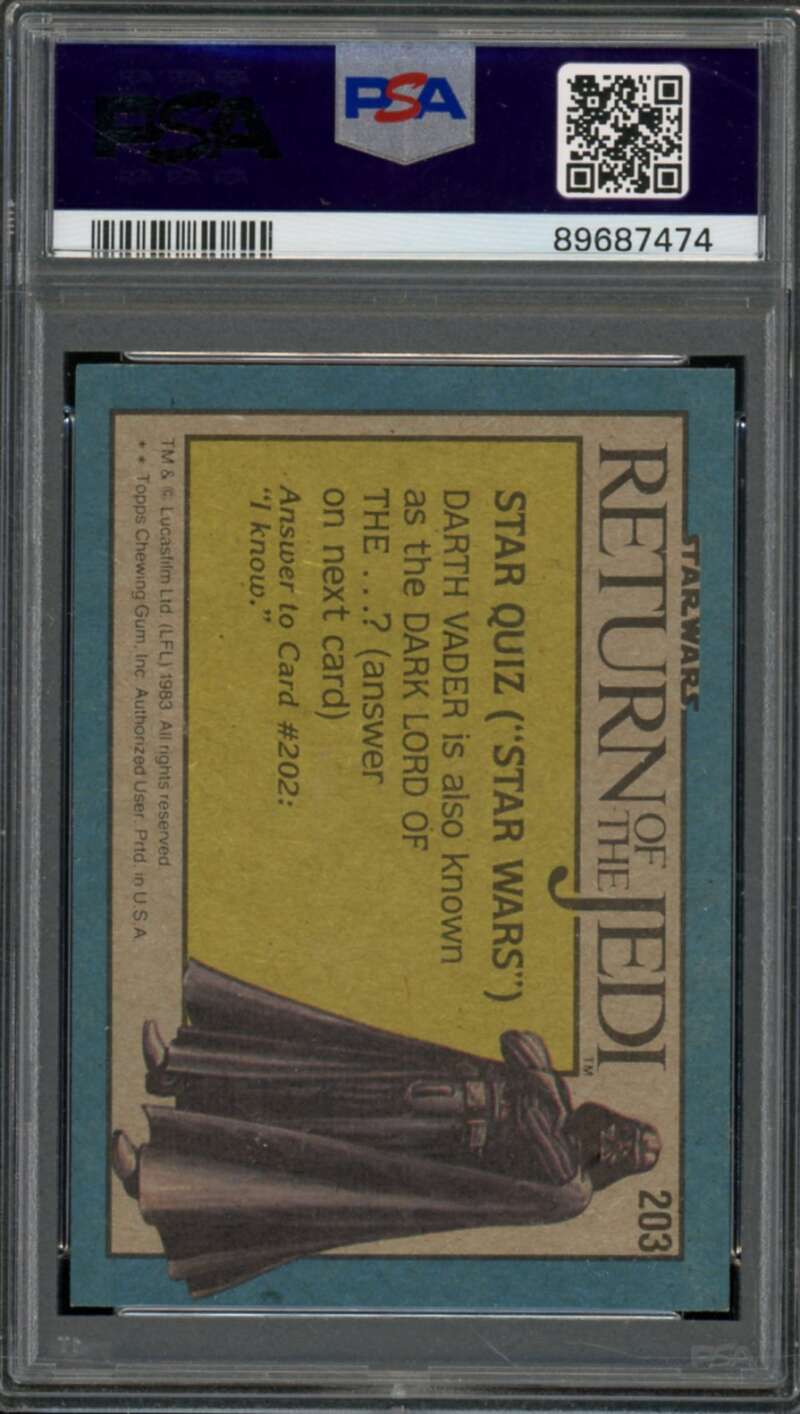 PSA
PSA
89687474
STAR WARS
RETURN OF THE JEDI
TM
203
STAR QUIZ (“STAR WARS”)
DARTH VADER is also known
as the DARK LORD OF
THE . . .? (answer
on next card)
Answer to Card #202:
“I know.”
TM & © Lucasfilm Ltd. (LFL) 1983 All rights reserved
* * Topps Chewing Gum, Inc. Authorized User. Prtd. in U.S.A.
PSA